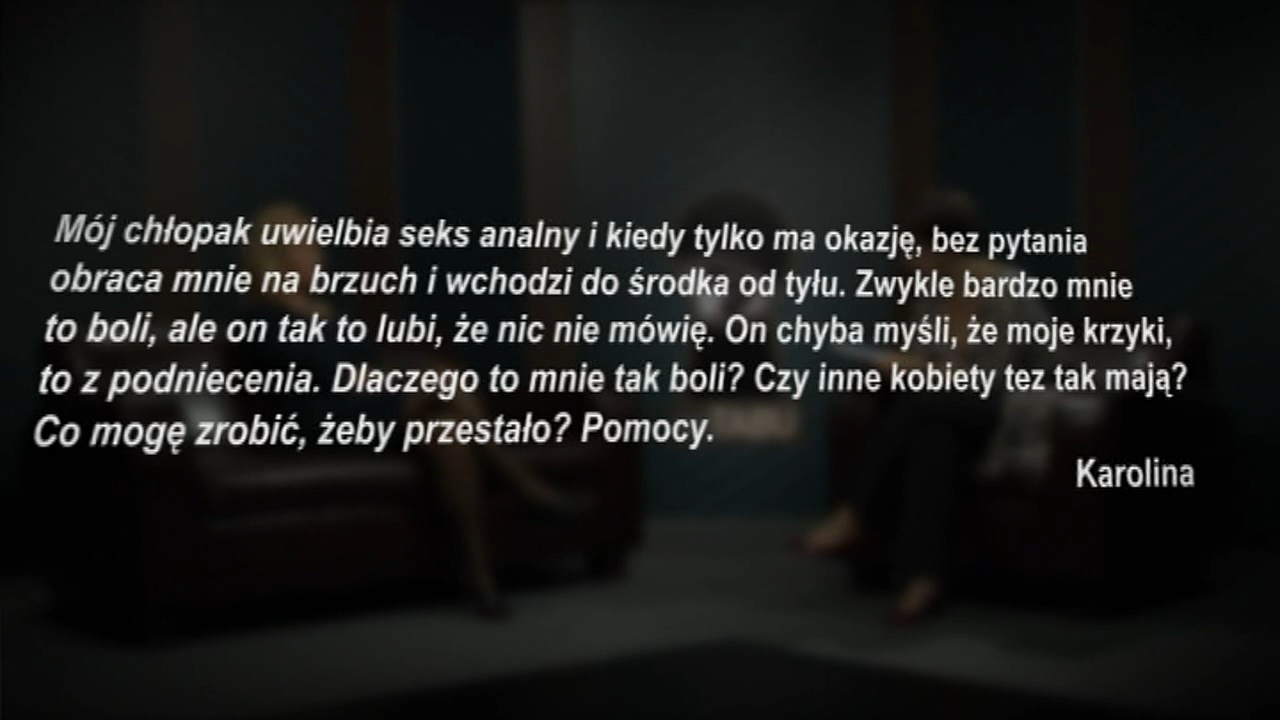 Mój chłopak uwielbia seks analny i kiedy tylko ma okazję, bez pytania
obraca mnie na brzuch i wchodzi do środka od tyłu. Zwykle bardzo mnie
to boli, ale on tak to lubi, że nic nie mówię. On chyba myśli, że moje krzyki,
to z podniecenia. Dlaczego to mnie tak boli? Czy inne kobiety tez tak mają?
Co mogę zrobić, żeby przestało? Pomocy.
Karolina